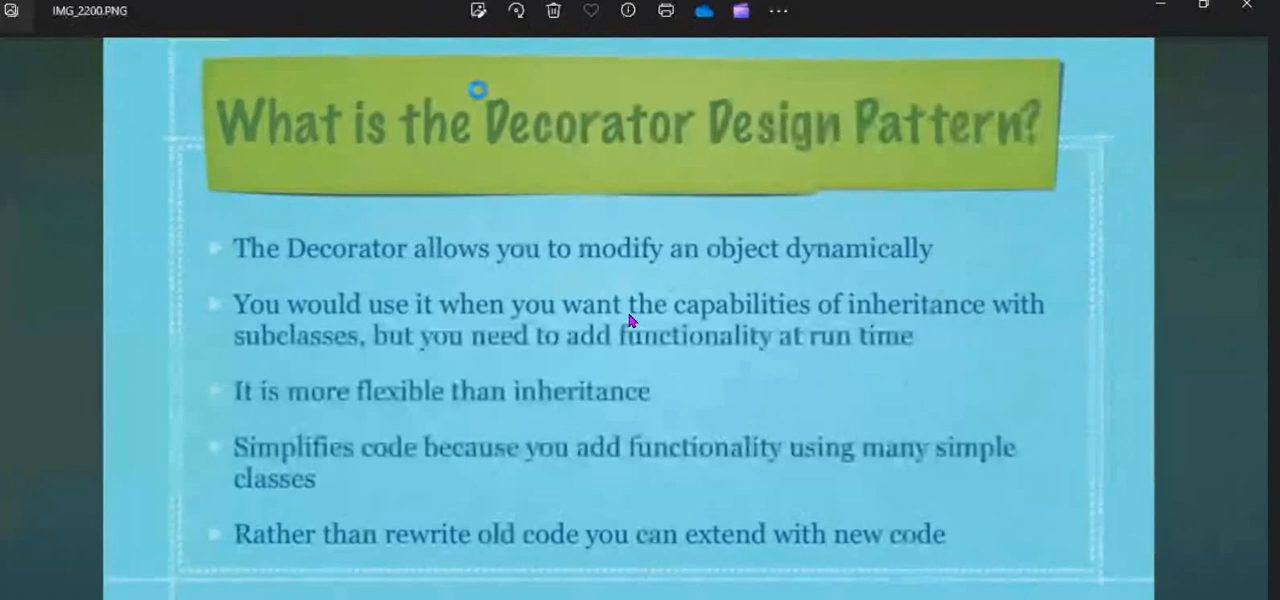 IMG_2200.PNG
What is the Decorator Design Pattern?
The Decorator allows you to modify an object dynamically
You would use it when you want the capabilities of inheritance with
subclasses, but you need to add functionality at run time
It is more flexible than inheritance
Simplifies code because you add functionality using many simple
classes
Rather than rewrite old code you can extend with new code